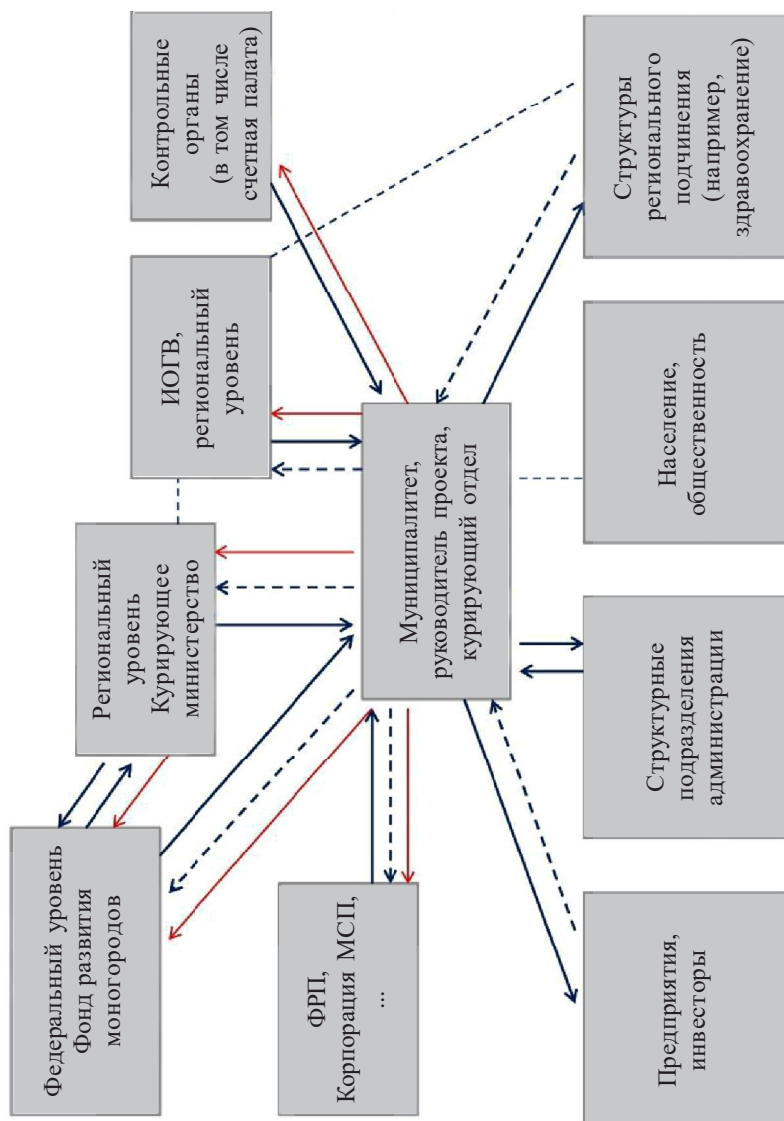 Федеральный уровень
Фонд развития
моногородов
Региональный
уровень
Курирующее
министерство
ИОГВ,
региональный
уровень
Контрольные
органы
(в том числе
счетная палата)
ФРП,
Корпорация МСП,
...
Муниципалитет,
руководитель проекта,
курирующий отдел
Предприятия,
инвесторы
Структурные
подразделения
администрации
Население,
общественность
Структуры
регионального
подчинения
(например,
здравоохранение)